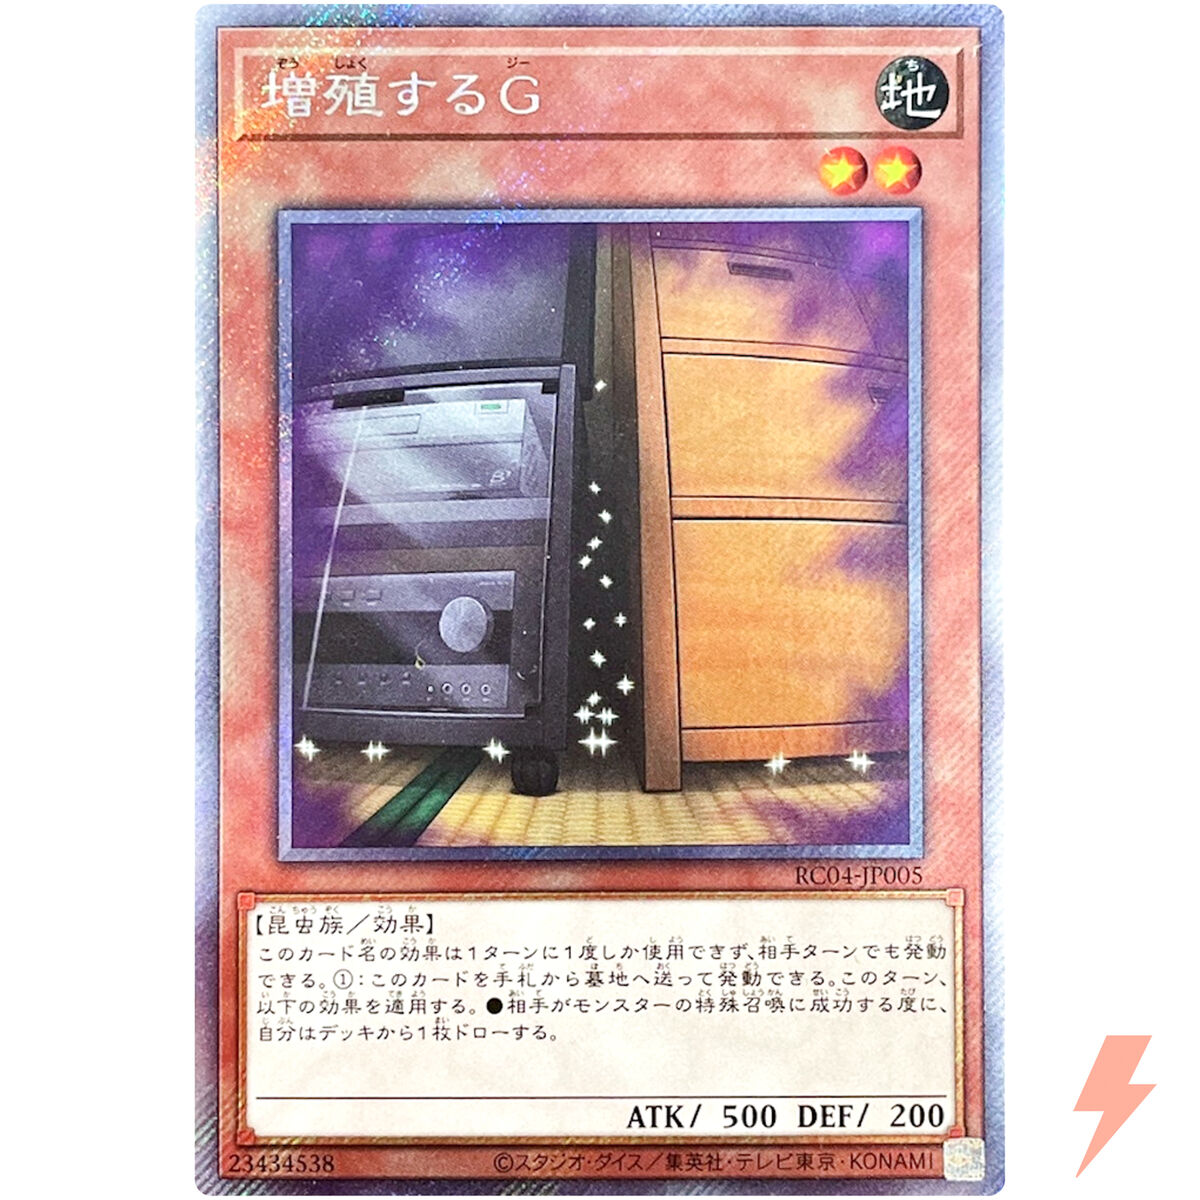 増殖するG
地
RC04-JP005
【昆虫族／効果】
このカード名の効果は1ターンに1度しか使用できず、相手ターンでも発動
できる。①：このカードを手札から墓地へ送って発動できる。このターン、
以下の効果を適用する。●相手がモンスターの特殊召喚に成功する度に、
自分はデッキから1枚ドローする。
ATK/ 500 DEF/ 200
23434538 ©スタジオ・ダイス／集英社・テレビ東京・KONAMI